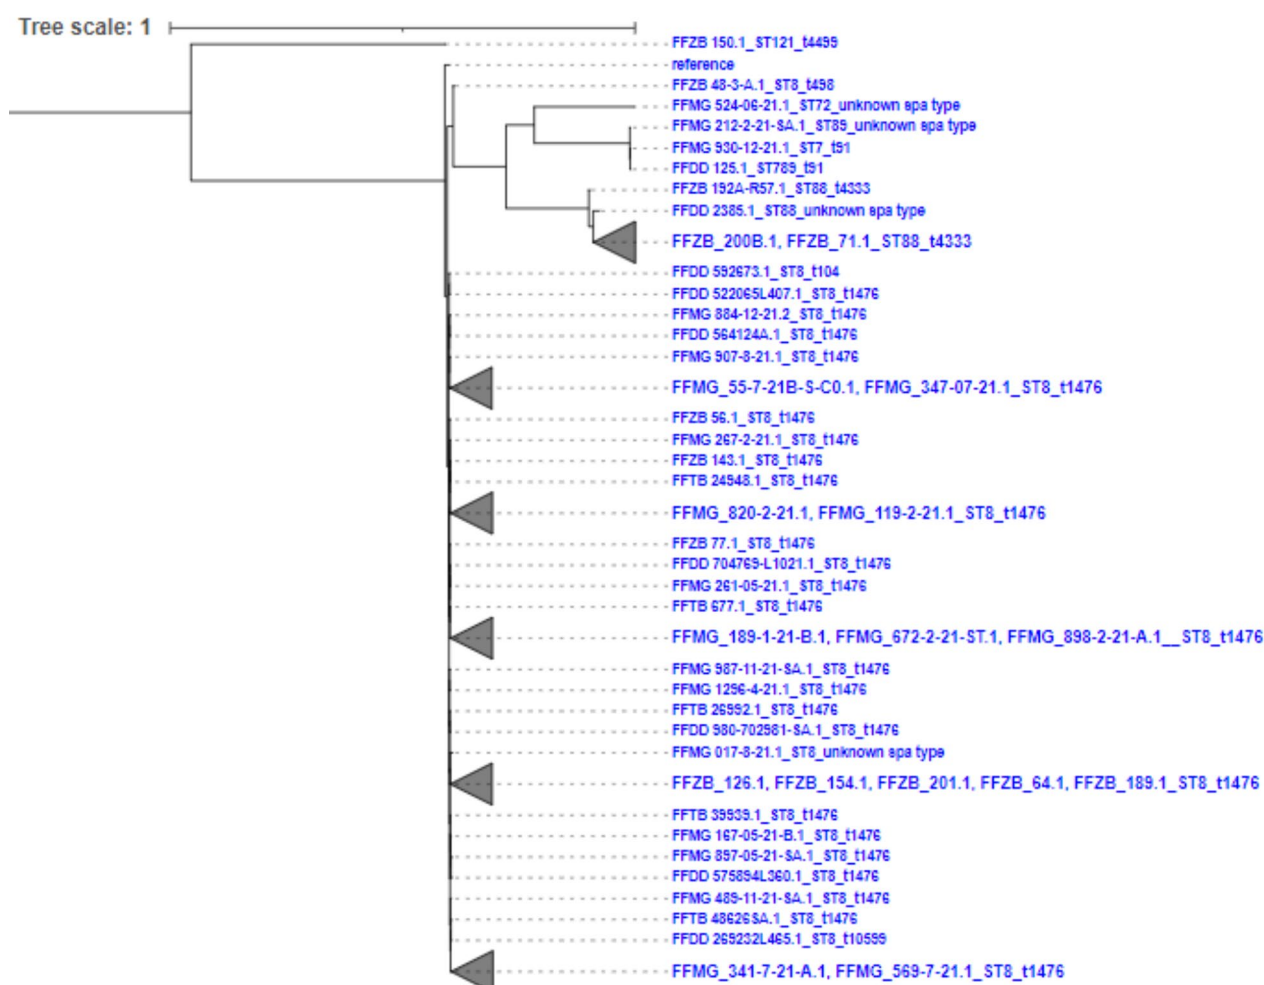 Tree scale: 1
FFZB 150.1_ST121_t4499
reference
FFZB 48-3-A.1_ST8_t498
FFMG 524-06-21.1_ST72_unknown spa type
FFMG 212-2-21-SA.1_ST89_unknown spa type
FFMG 930-12-21.1_ST7_t91
FFDD 125.1_ST789_t91
FFZB 192A-R57.1_ST88_t4333
FFDD 2385.1_ST88_unknown spa type
FFZB_200B.1, FFZB_71.1_ST88_t4333
FFDD 592673.1_ST8_t104
FFDD 522065L407.1_ST8_t1476
FFMG 884-12-21.2_ST8_t1476
FFDD 564124A.1_ST8_t1476
FFMG 907-8-21.1_ST8_t1476
FFMG_55-7-21B-S-C0.1, FFMG_347-07-21.1_ST8_t1476
FFZB 56.1_ST8_t1476
FFMG 267-2-21.1_ST8_t1476
FFZB 143.1_ST8_t1476
FFTB 24948.1_ST8_t1476
FFMG_820-2-21.1, FFMG_119-2-21.1_ST8_t1476
FFZB 77.1_ST8_t1476
FFDD 704769-L1021.1_ST8_t1476
FFMG 261-05-21.1_ST8_t1476
FFTB 677.1_ST8_t1476
FFMG_189-1-21-B.1, FFMG_672-2-21-ST.1, FFMG_898-2-21-A.1__ST8_t1476
FFMG 987-11-21-SA.1_ST8_t1476
FFMG 1296-4-21.1_ST8_t1476
FFTB 26992.1_ST8_t1476
FFDD 980-702981-SA.1_ST8_t1476
FFMG 017-8-21.1_ST8_unknown spa type
FFZB_126.1, FFZB_154.1, FFZB_201.1, FFZB_64.1, FFZB_189.1_ST8_t1476
FFTB 39939.1_ST8_t1476
FFMG 167-05-21-B.1_ST8_t1476
FFMG 897-05-21-SA.1_ST8_t1476
FFDD 575894L360.1_ST8_t1476
FFMG 489-11-21-SA.1_ST8_t1476
FFTB 48626SA.1_ST8_t1476
FFDD 269232L465.1_ST8_t10599
FFMG_341-7-21-A.1, FFMG_569-7-21.1_ST8_t1476